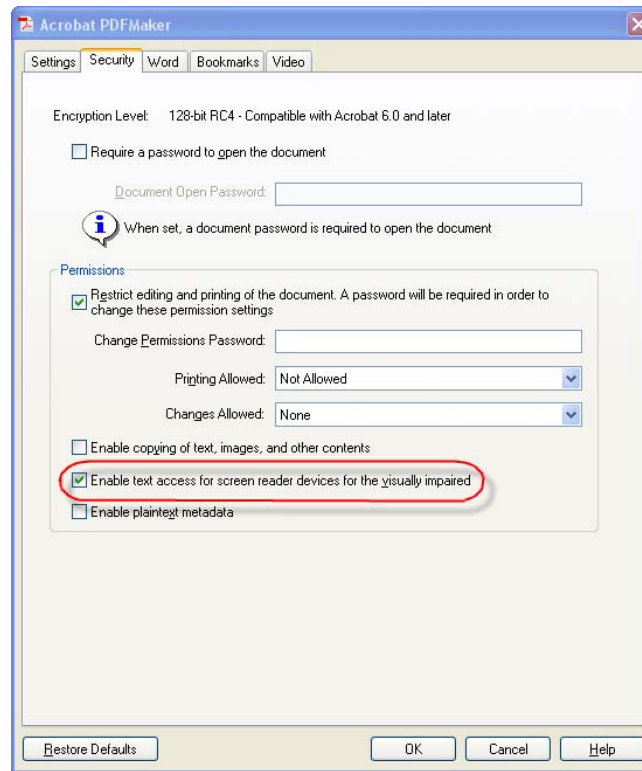 Acrobat PDFMaker
Settings Security Word Bookmarks Video
Encryption Level: 128-bit RC4 - Compatible with Acrobat 6.0 and later
Require a password to open the document
Document Open Password:
When set, a document password is required to open the document
Permissions
Restrict editing and printing of the document. A password will be required in order to
change these permission settings
Change Permissions Password:
Printing Allowed: Not Allowed
Changes Allowed: None
Enable copying of text, images, and other contents
Enable text access for screen reader devices for the visually impaired
Enable plaintext metadata
Restore Defaults OK Cancel Help